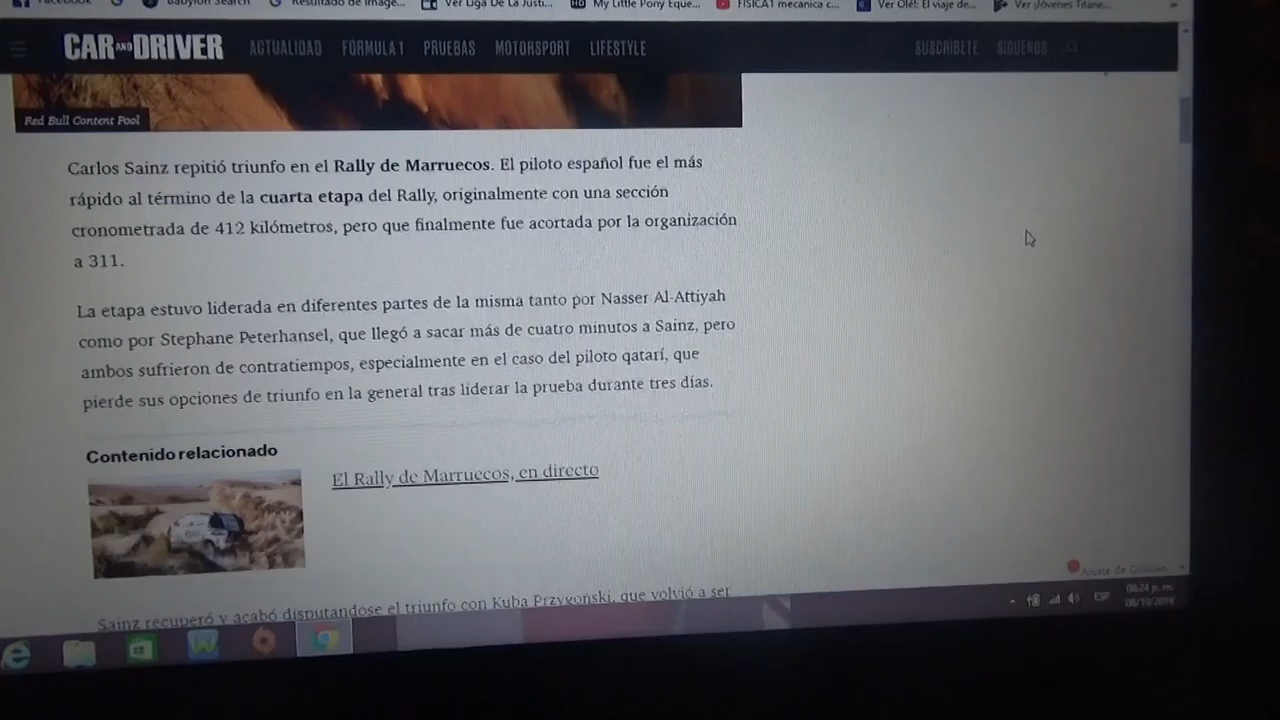 Facebook
Babylon Search
Resultado de image...
Ver Liga De La Justi...
My Little Pony Eque...
FISICA1 mecanica c...
Ver Olé!: El viaje de...
Ver ¡Jóvenes Titane...
CAR AND DRIVER ACTUALIDAD FÓRMULA 1 PRUEBAS MOTORSPORT LIFESTYLE SUSCRÍBETE SÍGUENOS
Red Bull Content Pool
Carlos Sainz repitió triunfo en el Rally de Marruecos. El piloto español fue el más
rápido al término de la cuarta etapa del Rally, originalmente con una sección
cronometrada de 412 kilómetros, pero que finalmente fue acortada por la organización
a 311.
La etapa estuvo liderada en diferentes partes de la misma tanto por Nasser Al-Attiyah
como por Stephane Peterhansel, que llegó a sacar más de cuatro minutos a Sainz, pero
ambos sufrieron de contratiempos, especialmente en el caso del piloto qatarí, que
pierde sus opciones de triunfo en la general tras liderar la prueba durante tres días.
Contenido relacionado
El Rally de Marruecos, en directo
Sainz recuperó y acabó disputandose el triunfo con Kuba Przygonski, que volvió a ser
Ajuste de
ESP
08:24 p. m.
08/10/2019